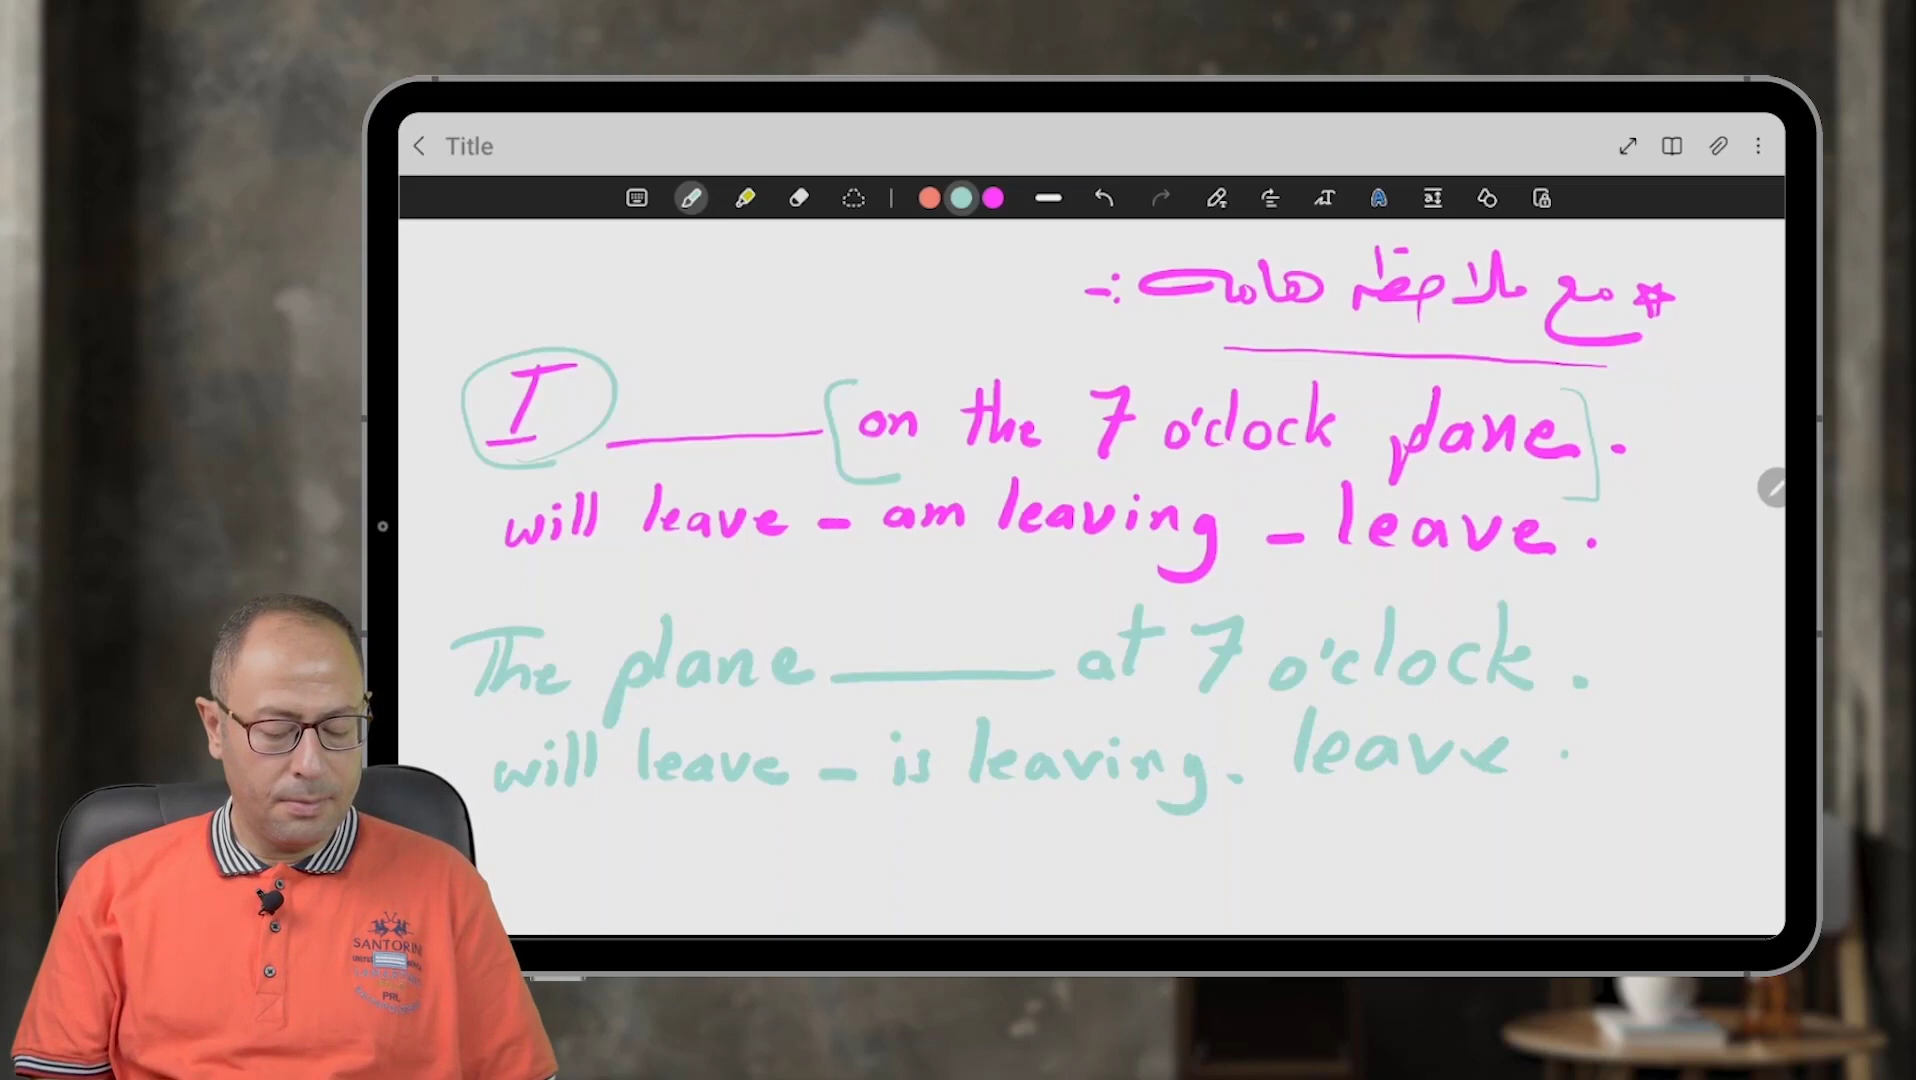 Title
☆ مع ملاحظة هامة :-
I ______ [on the 7 o'clock plane].
will leave - am leaving - leave.
The plane ______ at 7 o'clock.
will leave - is leaving. leave.
SANTORINI
PRL